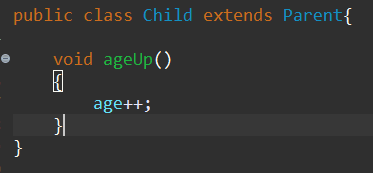 public class Child extends Parent{
void ageUp()
{
age++;
}
}